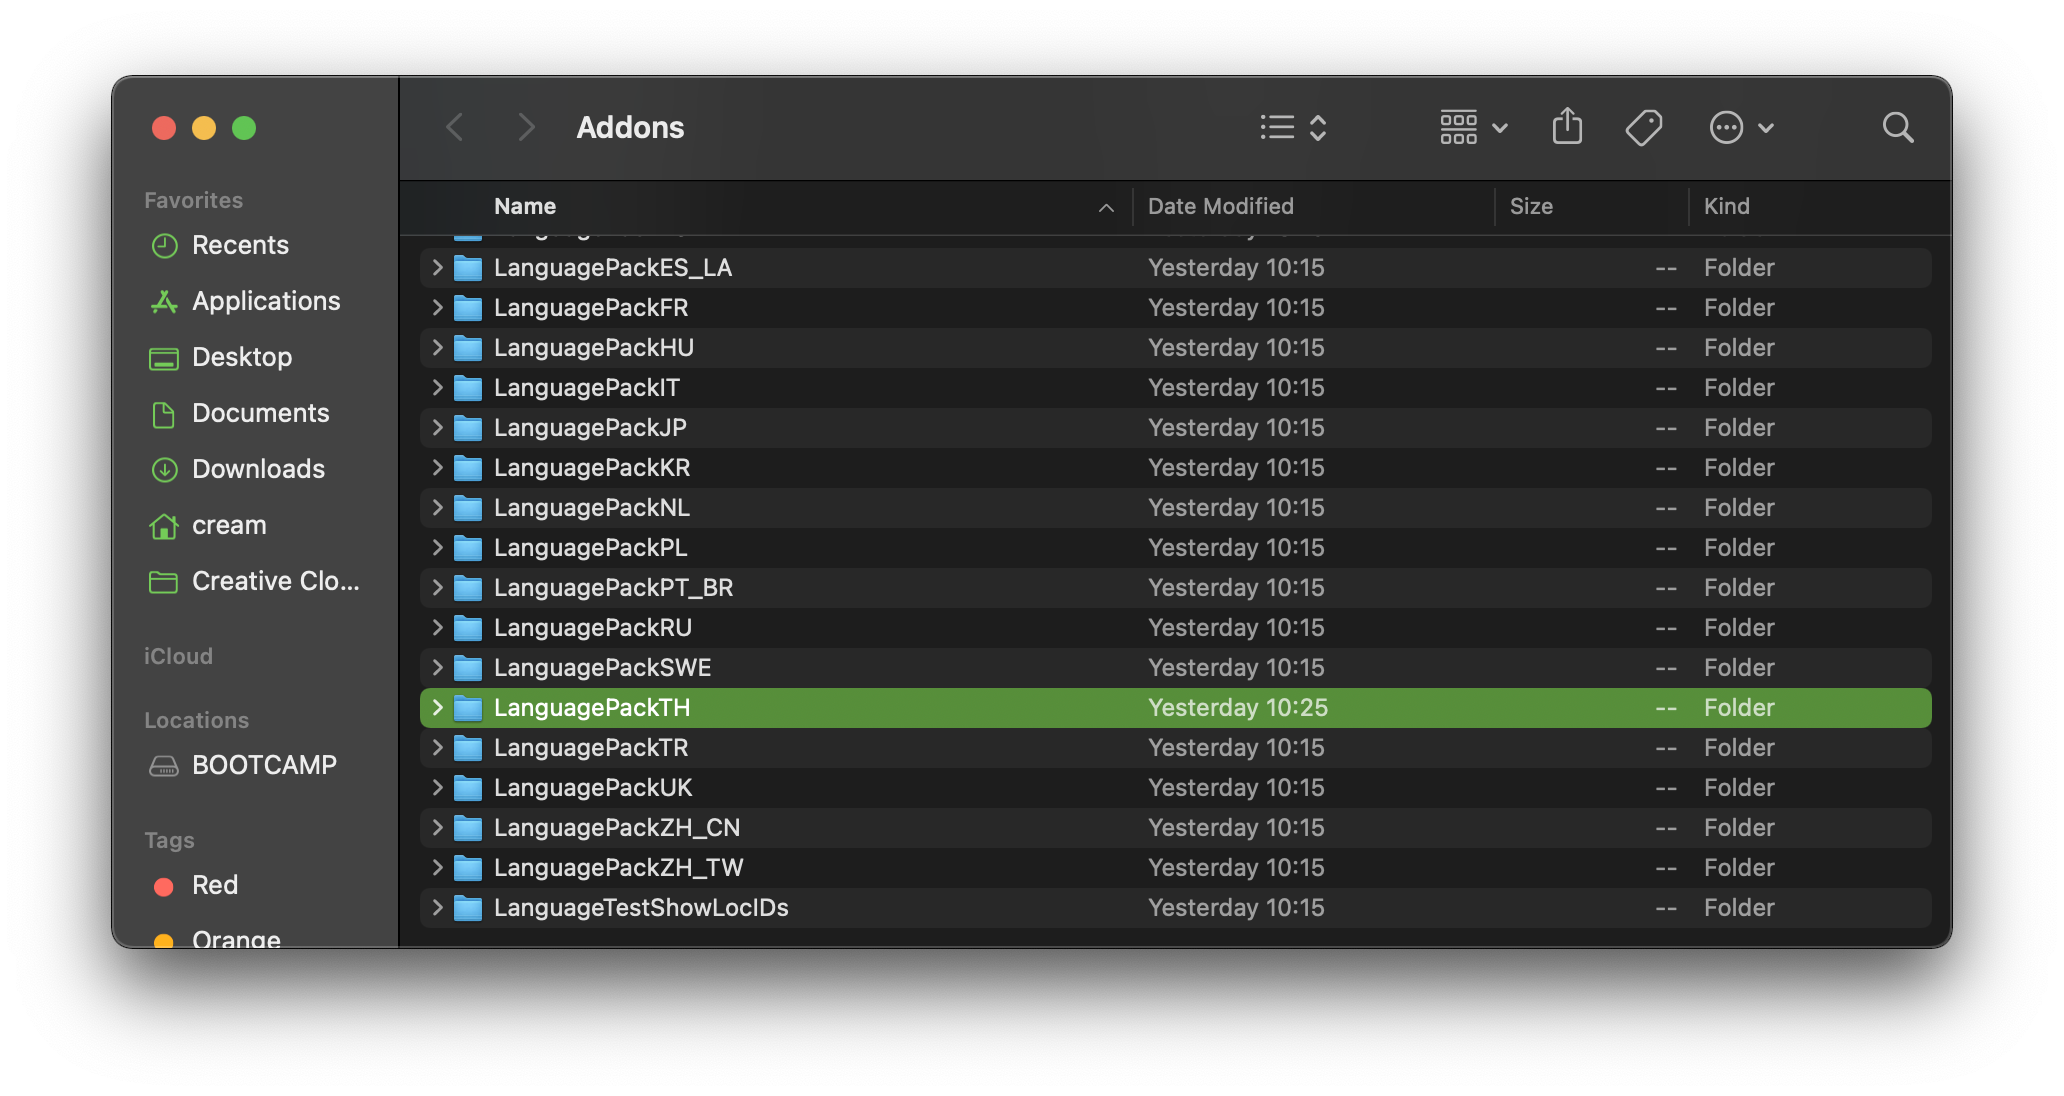 Addons
Favorites
Recents
Applications
Desktop
Documents
Downloads
cream
Creative Clo...
iCloud
Locations
BOOTCAMP
Tags
Red
Orange
Name Date Modified Size Kind
LanguagePackES_LA Yesterday 10:15 -- Folder
LanguagePackFR Yesterday 10:15 -- Folder
LanguagePackHU Yesterday 10:15 -- Folder
LanguagePackIT Yesterday 10:15 -- Folder
LanguagePackJP Yesterday 10:15 -- Folder
LanguagePackKR Yesterday 10:15 -- Folder
LanguagePackNL Yesterday 10:15 -- Folder
LanguagePackPL Yesterday 10:15 -- Folder
LanguagePackPT_BR Yesterday 10:15 -- Folder
LanguagePackRU Yesterday 10:15 -- Folder
LanguagePackSWE Yesterday 10:15 -- Folder
LanguagePackTH Yesterday 10:25 -- Folder
LanguagePackTR Yesterday 10:15 -- Folder
LanguagePackUK Yesterday 10:15 -- Folder
LanguagePackZH_CN Yesterday 10:15 -- Folder
LanguagePackZH_TW Yesterday 10:15 -- Folder
LanguageTestShowLocIDs Yesterday 10:15 -- Folder